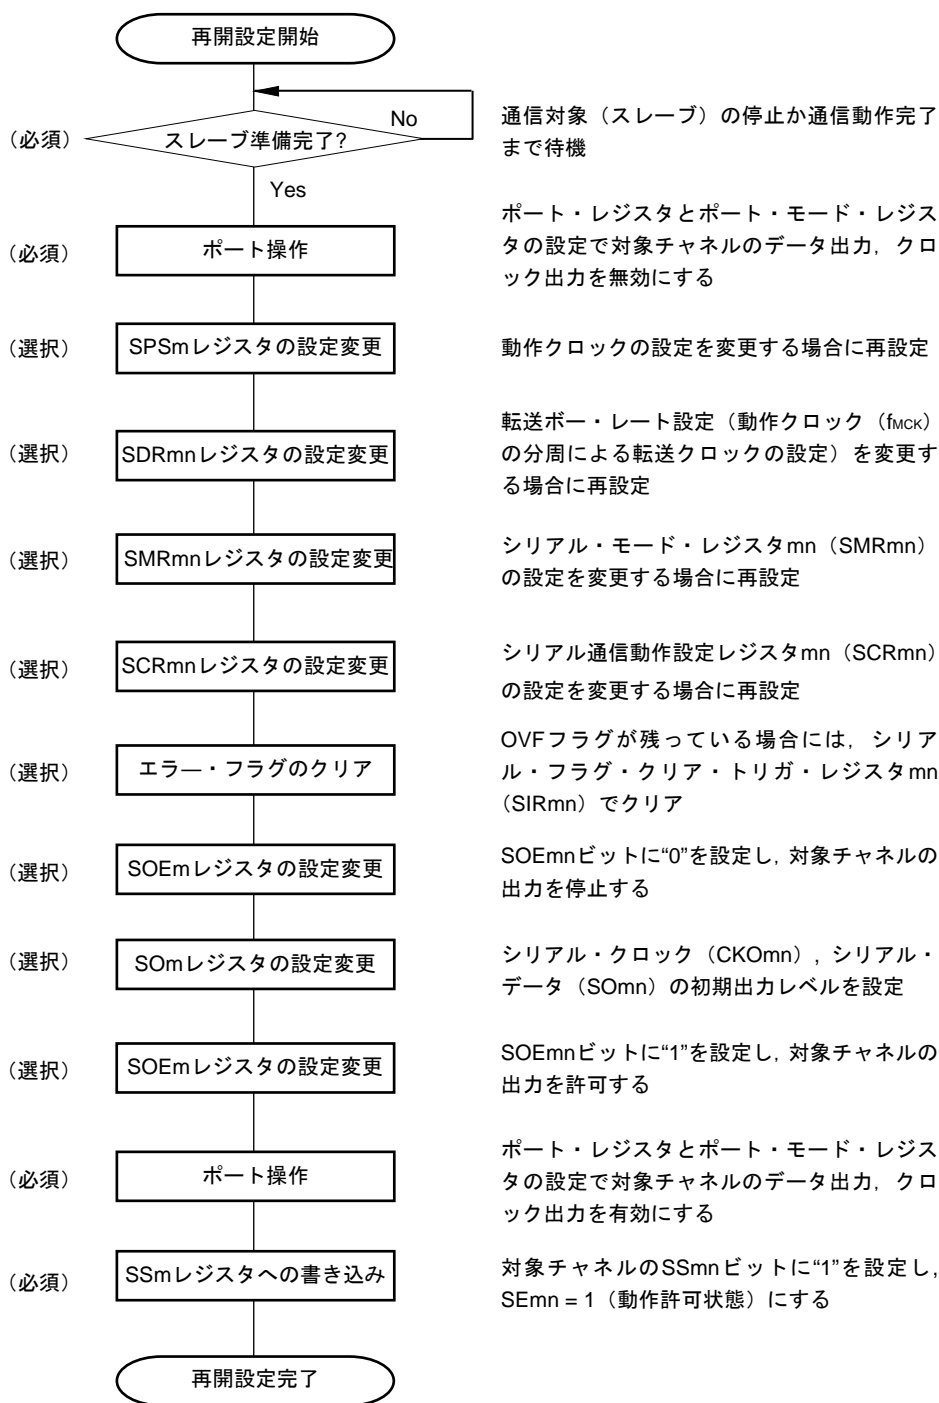 再開設定開始
No
(必須)
スレーブ準備完了?
通信対象(スレーブ)の停止か通信動作完了
まで待機
Yes
(必須)
ポート操作
ポート・レジスタとポート・モード・レジス
タの設定で対象チャネルのデータ出力,クロ
ック出力を無効にする
(選択)
SPSmレジスタの設定変更
動作クロックの設定を変更する場合に再設定
(選択)
SDRmnレジスタの設定変更
転送ボー・レート設定(動作クロック(fMCK)
の分周による転送クロックの設定)を変更す
る場合に再設定
(選択)
SMRmnレジスタの設定変更
シリアル・モード・レジスタmn(SMRmn)
の設定を変更する場合に再設定
(選択)
SCRmnレジスタの設定変更
シリアル通信動作設定レジスタmn(SCRmn)
の設定を変更する場合に再設定
(選択)
エラ―・フラグのクリア
OVFフラグが残っている場合には,シリア
ル・フラグ・クリア・トリガ・レジスタmn
(SIRmn)でクリア
(選択)
SOEmレジスタの設定変更
SOEmnビットに“0”を設定し,対象チャネルの
出力を停止する
(選択)
SOmレジスタの設定変更
シリアル・クロック(CKOmn),シリアル・
データ(SOmn)の初期出力レベルを設定
(選択)
SOEmレジスタの設定変更
SOEmnビットに“1”を設定し,対象チャネルの
出力を許可する
(必須)
ポート操作
ポート・レジスタとポート・モード・レジス
タの設定で対象チャネルのデータ出力,クロ
ック出力を有効にする
(必須)
SSmレジスタへの書き込み
対象チャネルのSSmnビットに“1”を設定し,
SEmn = 1(動作許可状態)にする
再開設定完了